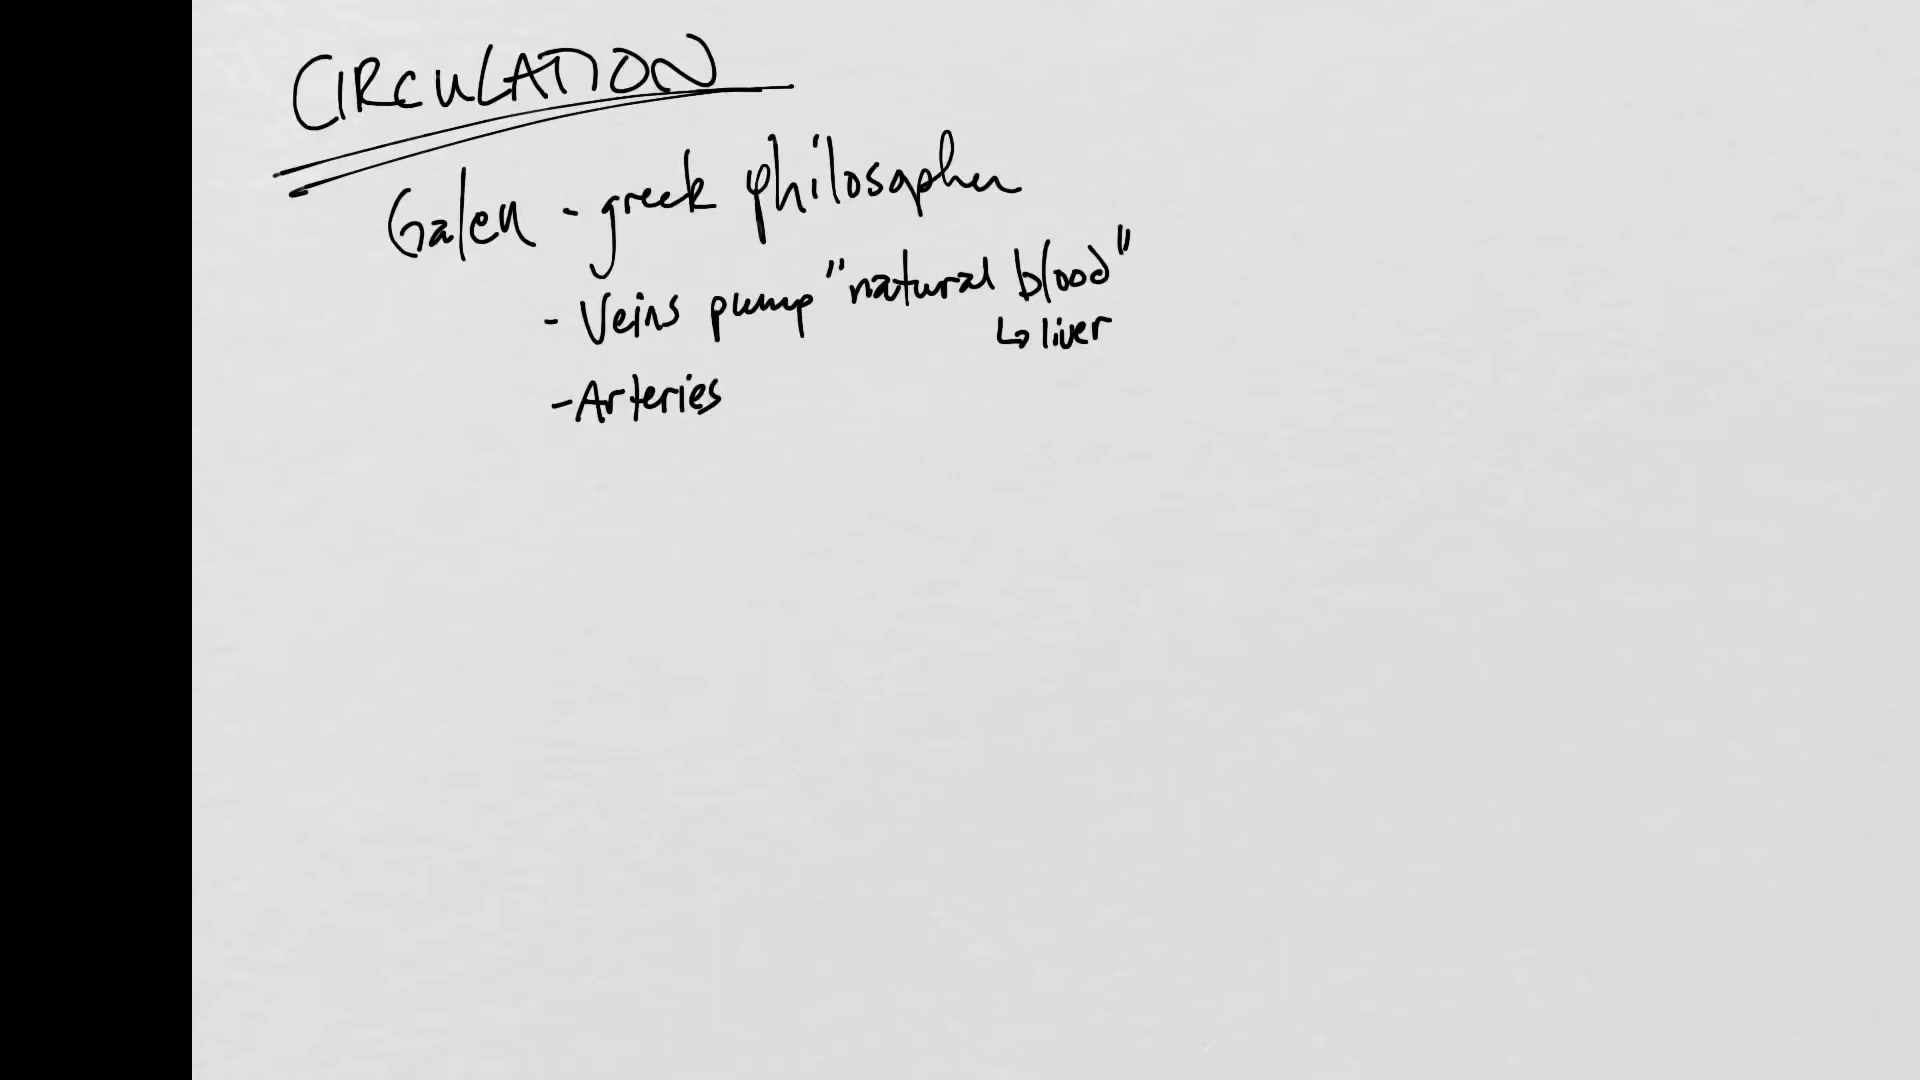 CIRCULATION
Galen - greek philosopher
- Veins pump "natural blood"
↳ liver
- Arteries